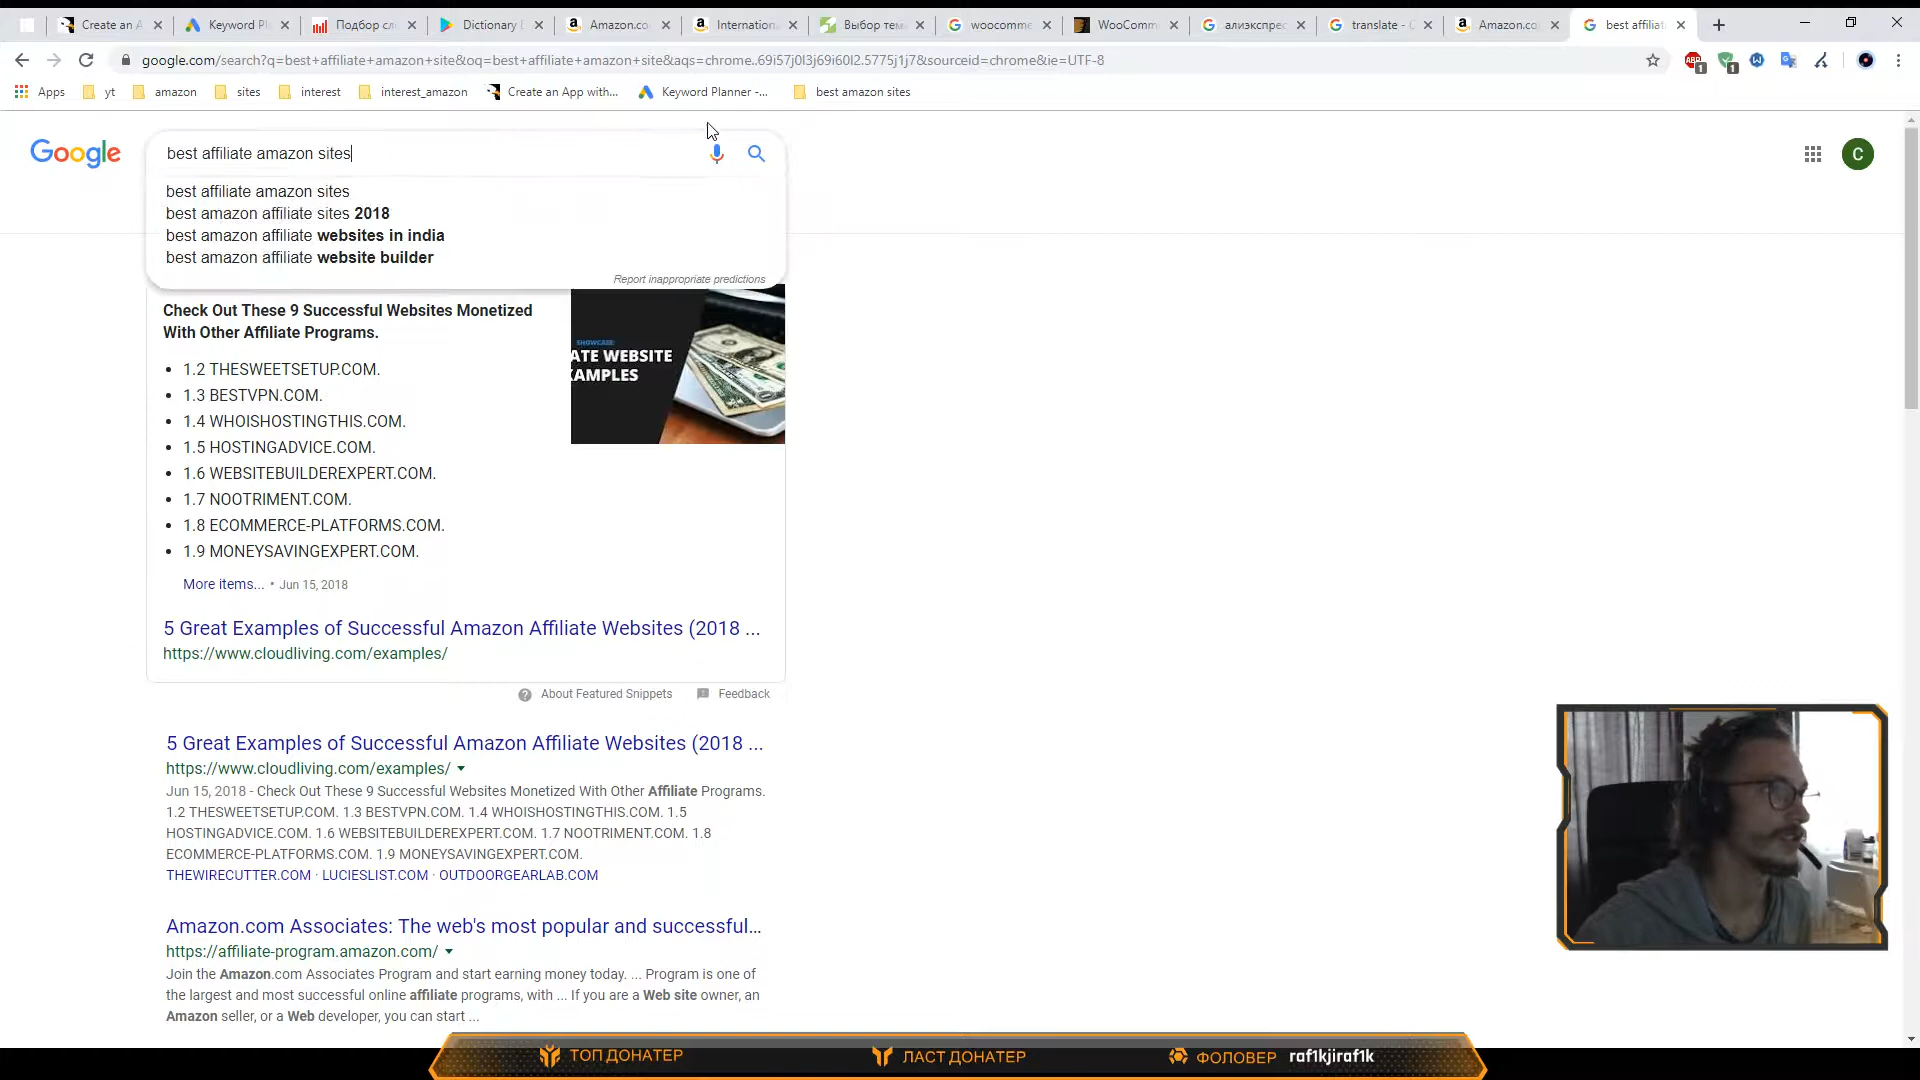 Create an A
Keyword Pl
Подбор сл
Dictionary
Amazon.co
Internation
Выбор тем
woocomme
WooComm
алиэкспрес
translate - G
Amazon.co
best affiliat
google.com/search?q=best+affiliate+amazon+site&oq=best+affiliate+amazon+site&aqs=chrome..69i57j0l3j69i60l2.5775j1j7&sourceid=chrome&ie=UTF-8
ABP 1
1
Apps
yt
amazon
sites
interest
interest_amazon
Create an App with...
Keyword Planner -...
best amazon sites
Google
best affiliate amazon sites
C
best affiliate amazon sites
best amazon affiliate sites 2018
best amazon affiliate websites in india
best amazon affiliate website builder
Report inappropriate predictions
Check Out These 9 Successful Websites Monetized
With Other Affiliate Programs.
SHOWCASE:
ATE WEBSITE
XAMPLES
1.2 THESWEETSETUP.COM.
1.3 BESTVPN.COM.
1.4 WHOISHOSTINGTHIS.COM.
1.5 HOSTINGADVICE.COM.
1.6 WEBSITEBUILDEREXPERT.COM.
1.7 NOOTRIMENT.COM.
1.8 ECOMMERCE-PLATFORMS.COM.
1.9 MONEYSAVINGEXPERT.COM.
More items... • Jun 15, 2018
5 Great Examples of Successful Amazon Affiliate Websites (2018 ...
https://www.cloudliving.com/examples/
About Featured Snippets
Feedback
5 Great Examples of Successful Amazon Affiliate Websites (2018 ...
https://www.cloudliving.com/examples/
Jun 15, 2018 - Check Out These 9 Successful Websites Monetized With Other Affiliate Programs.
1.2 THESWEETSETUP.COM. 1.3 BESTVPN.COM. 1.4 WHOISHOSTINGTHIS.COM. 1.5
HOSTINGADVICE.COM. 1.6 WEBSITEBUILDEREXPERT.COM. 1.7 NOOTRIMENT.COM. 1.8
ECOMMERCE-PLATFORMS.COM. 1.9 MONEYSAVINGEXPERT.COM.
THEWIRECUTTER.COM · LUCIESLIST.COM · OUTDOORGEARLAB.COM
Amazon.com Associates: The web's most popular and successful...
https://affiliate-program.amazon.com/
Join the Amazon.com Associates Program and start earning money today. ... Program is one of
the largest and most successful online affiliate programs, with ... If you are a Web site owner, an
Amazon seller, or a Web developer, you can start ...
ТОП ДОНАТЕР
ЛАСТ ДОНАТЕР
ФОЛОВЕР raf1kjiraf1k